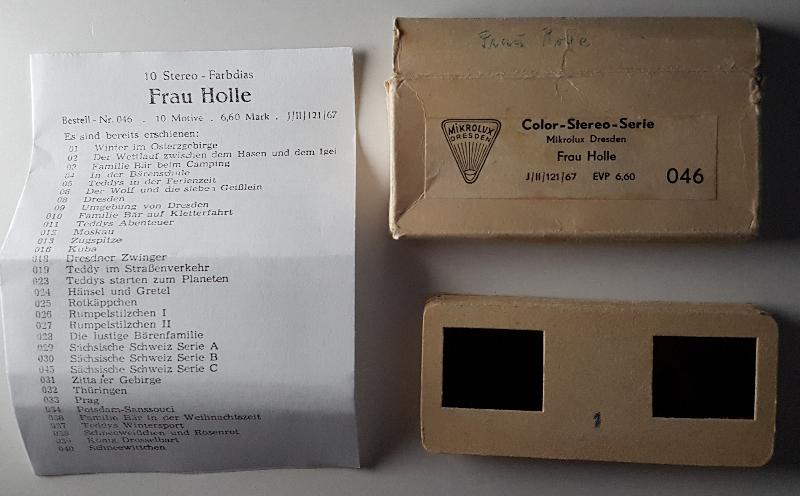 10 Stereo - Farbdias
Frau Holle
Bestell - Nr. 046 . 10 Motive . 6,60 Mark . J/II/121/67
Es sind bereits erschienen:
01 Winter im Osterzgebirge
02 Der Wettlauf zwischen dem Hasen und dem Igel
03 Familie Bär beim Camping
04 In der Bärenschule
05 Teddys in der Ferienzeit
06 Der Wolf und die sieben Geißlein
08 Dresden
09 Umgebung von Dresden
010 Familie Bär auf Kletterfahrt
011 Teddys Abenteuer
012 Moskau
013 Zugspitze
016 Kuba
018 Dresdner Zwinger
019 Teddy im Straßenverkehr
023 Teddys starten zum Planeten
024 Hänsel und Gretel
025 Rotkäppchen
026 Rumpelstilzchen I
027 Rumpelstilzchen II
028 Die lustige Bärenfamilie
029 Sächsische Schweiz Serie A
030 Sächsische Schweiz Serie B
045 Sächsische Schweiz Serie C
031 Zittauer Gebirge
032 Thüringen
033 Prag
034 Potsdam-Sanssouci
036 Familie Bär in der Weihnachtszeit
037 Teddys Wintersport
038 Schneeweißchen und Rosenrot
039 König Drosselbart
040 Schneewittchen
Frau Holle
MIKROLUX
DRESDEN
Color-Stereo-Serie
Mikrolux Dresden
Frau Holle
J/II/121/67 EVP 6,60 046
1